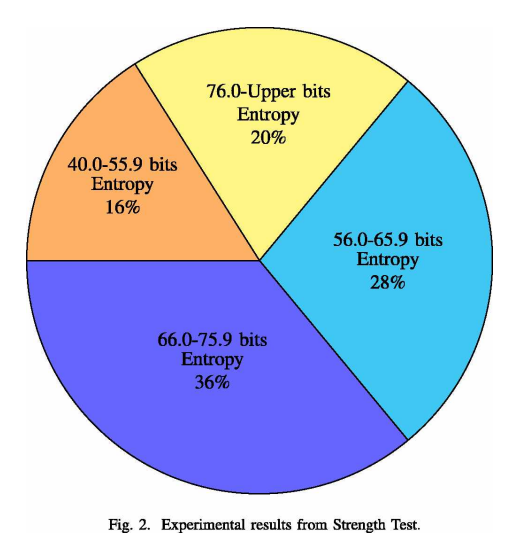 76.0-Upper bits
Entropy
20%
40.0-55.9 bits
Entropy
16%
56.0-65.9 bits
Entropy
28%
66.0-75.9 bits
Entropy
36%
Fig. 2. Experimental results from Strength Test.